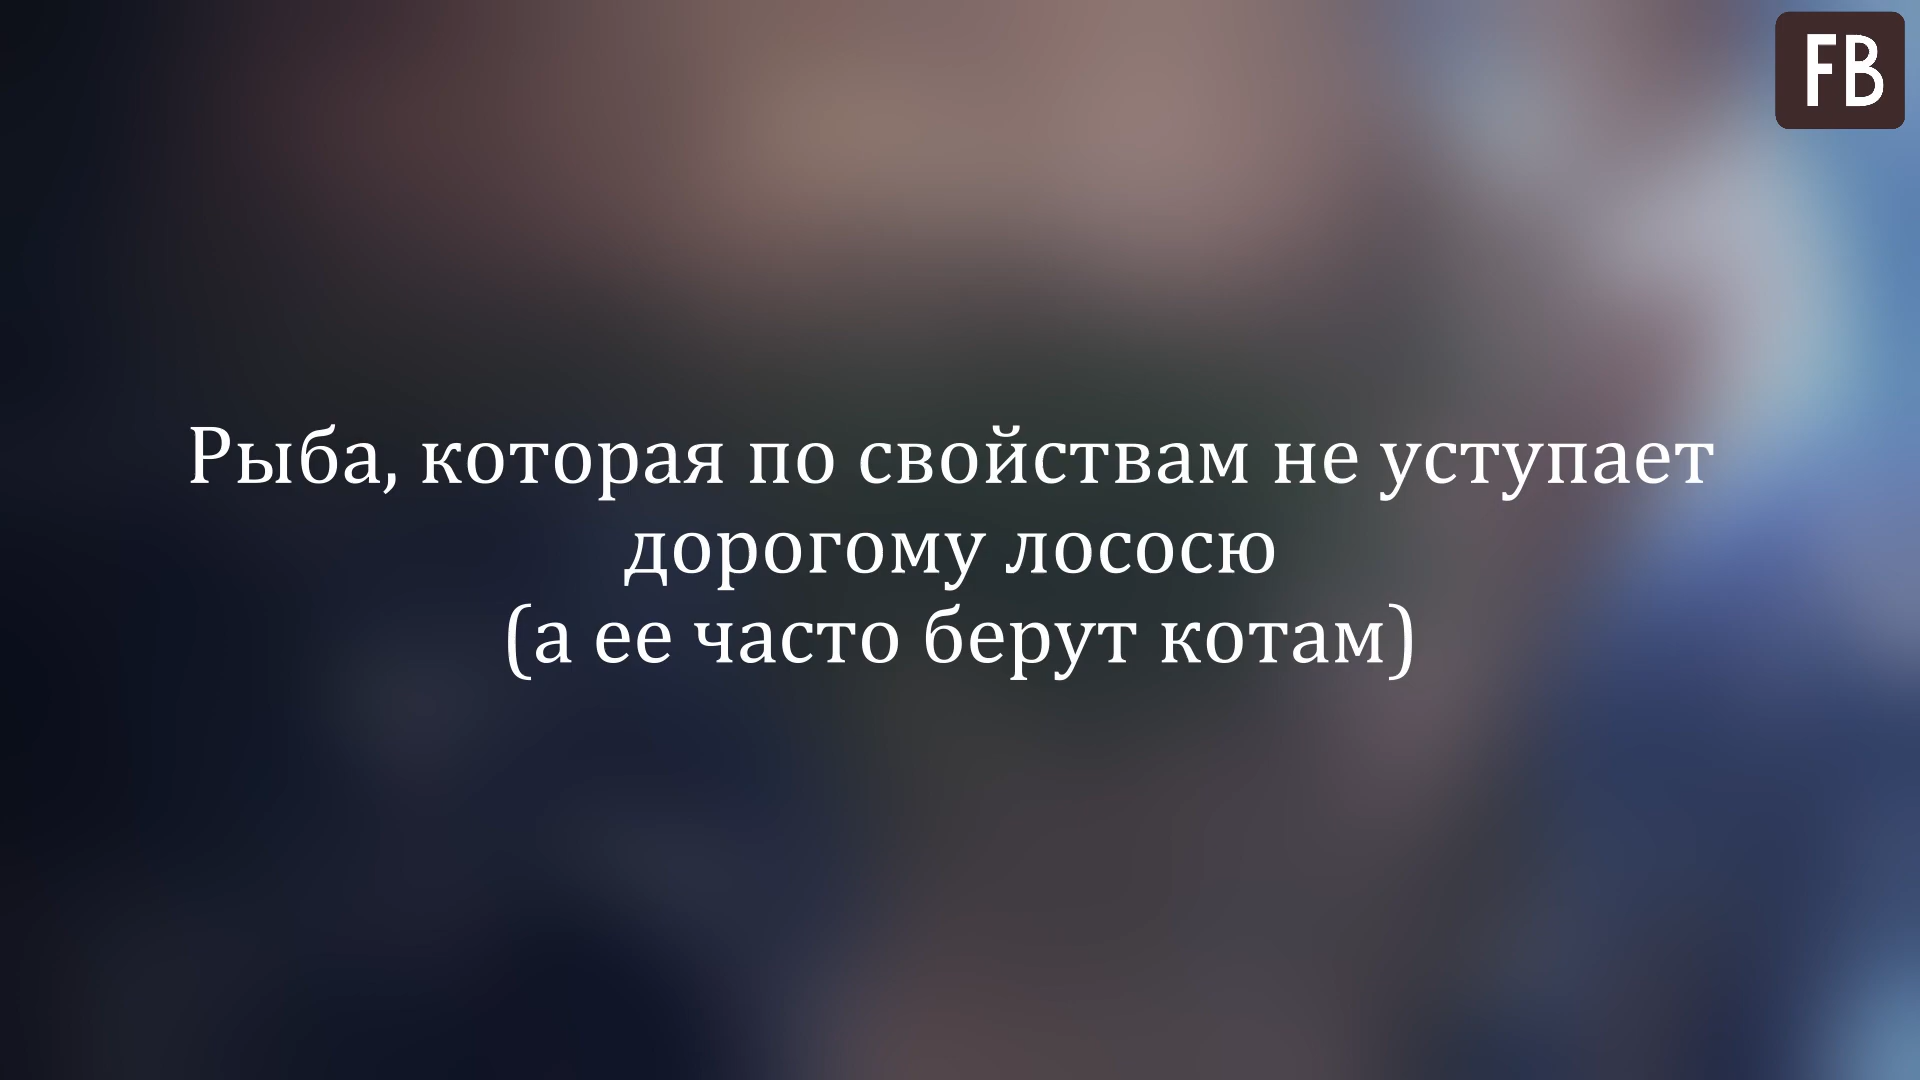 FB
Рыба, которая по свойствам не уступает
дорогому лососю
(а ее часто берут котам)